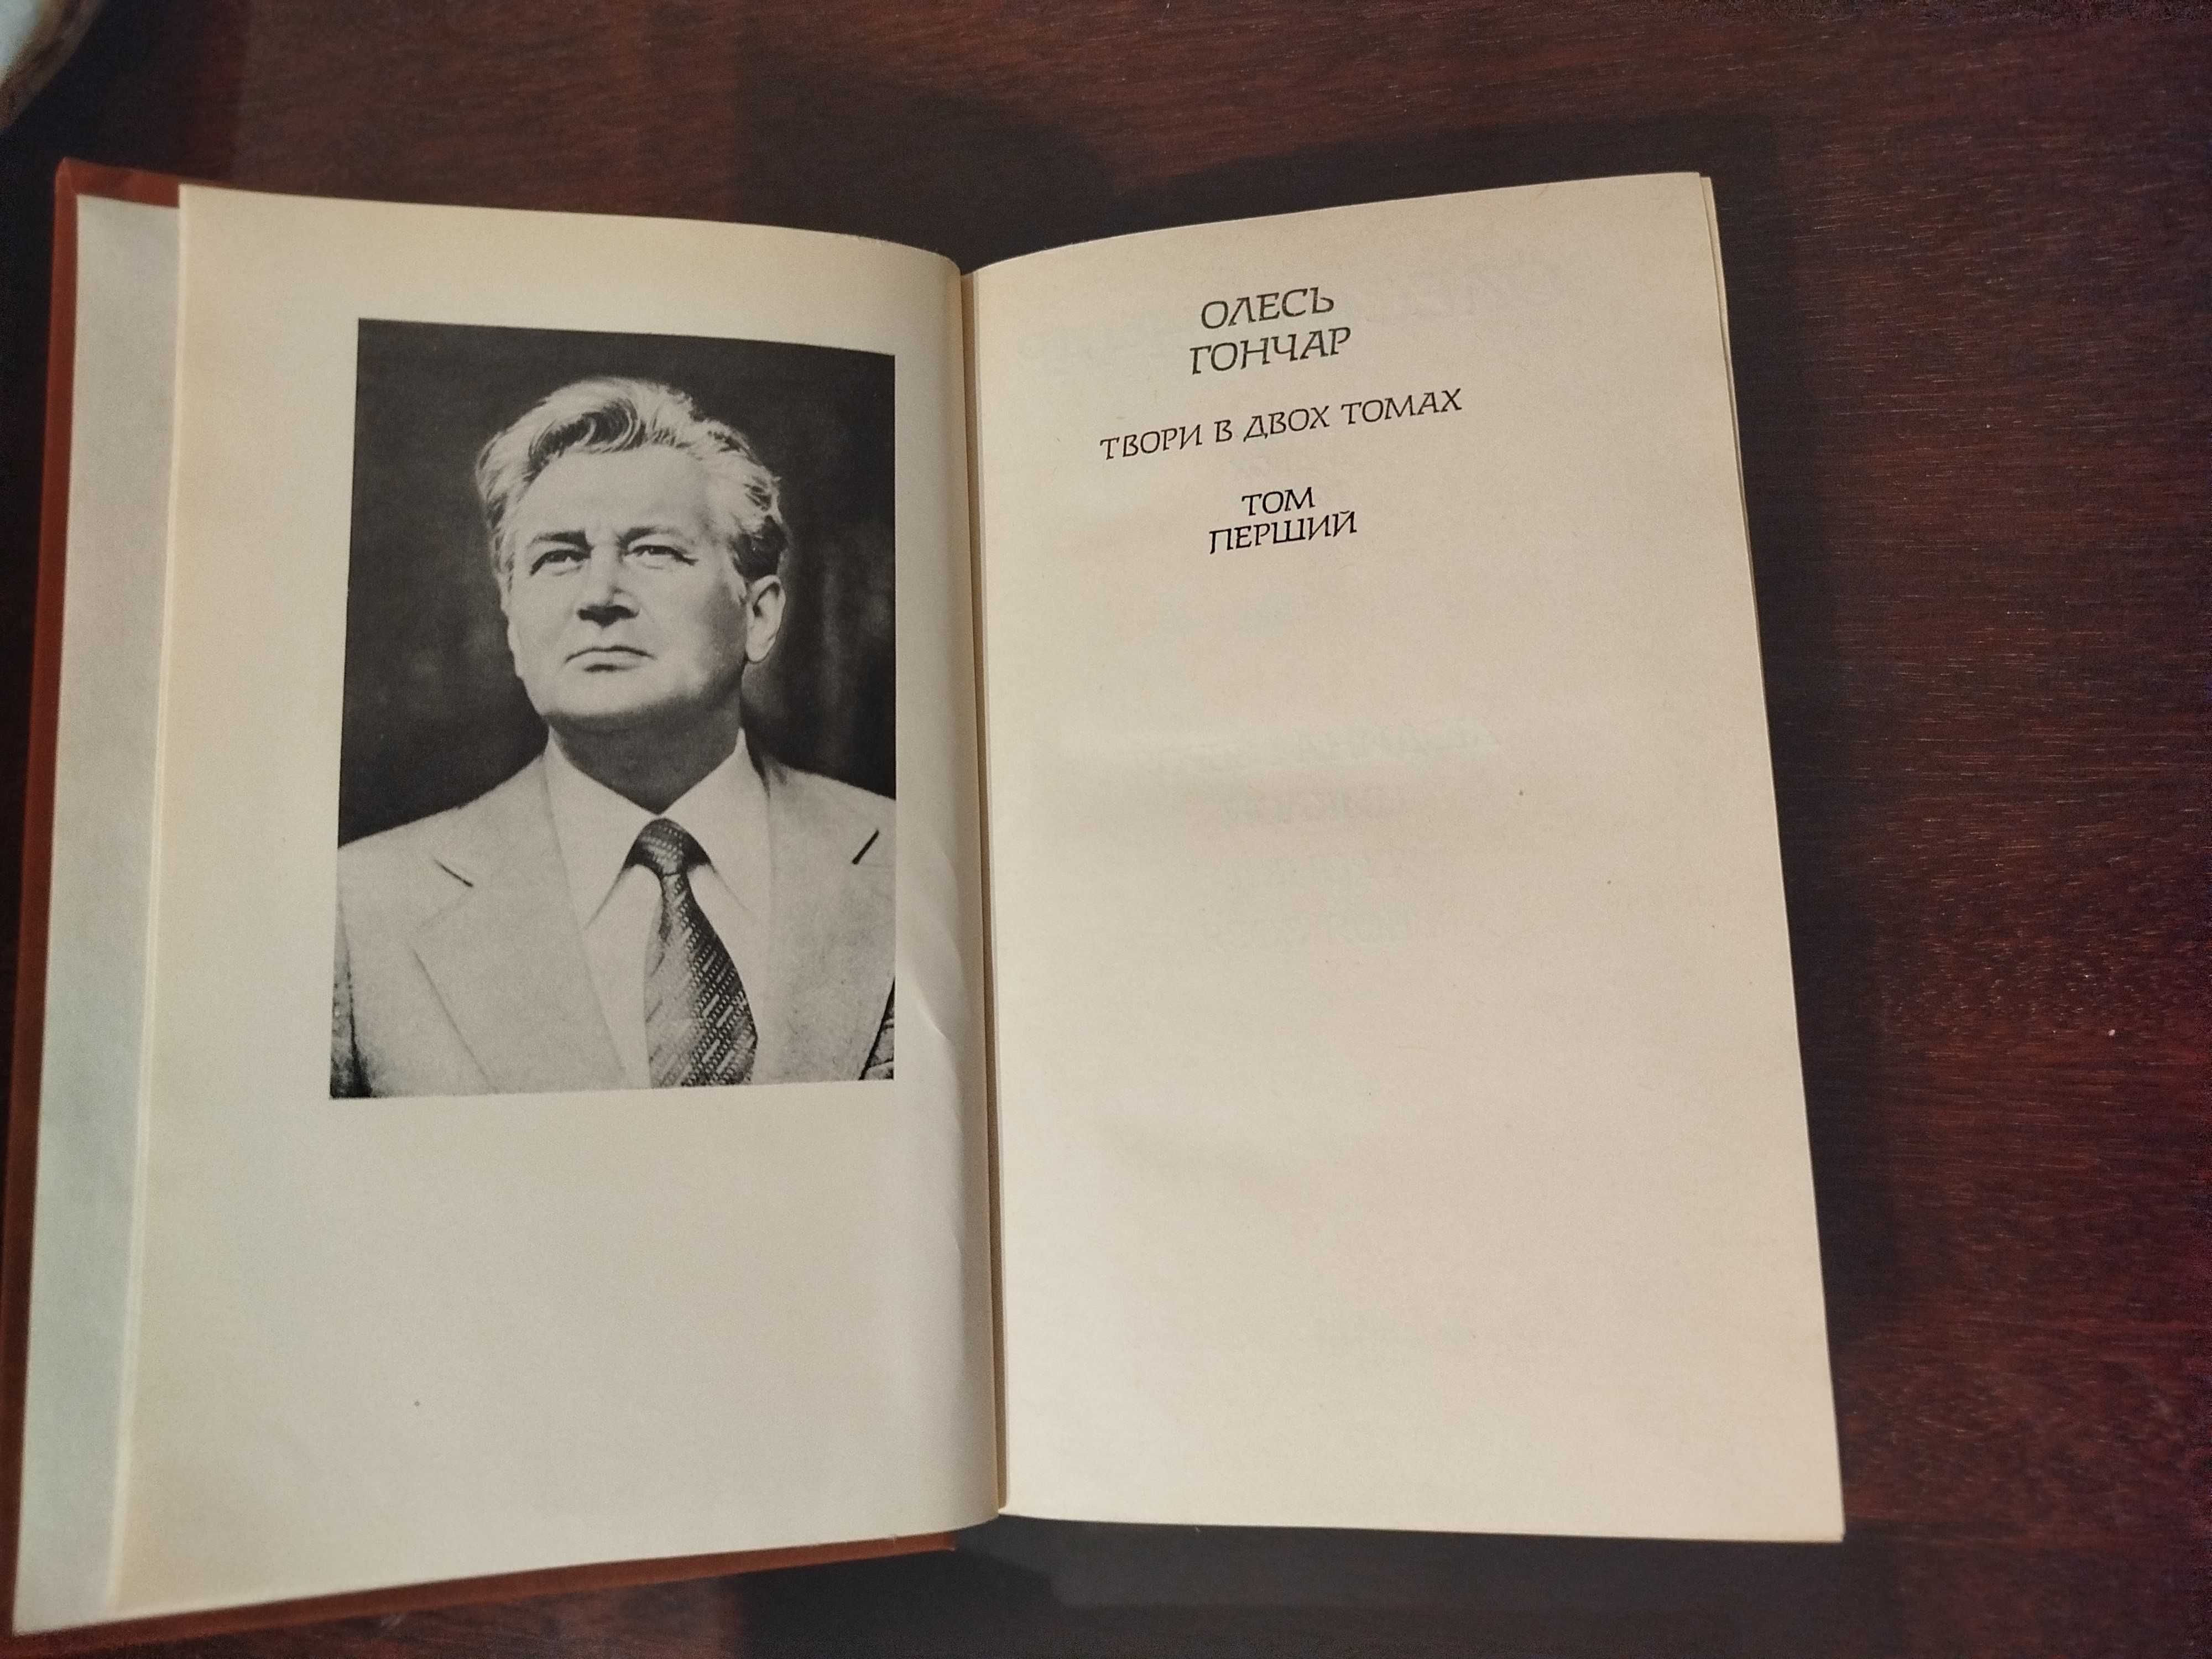 ОЛЕСЬ
ГОНЧАР
ТВОРИ В ДВОХ ТОМАХ
ТОМ
ПЕРШИЙ